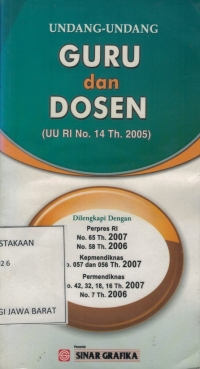 UNDANG-UNDANG
GURU
dan
DOSEN
(UU RI No. 14 Th. 2005)
Dilengkapi Dengan
Perpres RI
No. 65 Th. 2007
No. 58 Th. 2006
Kepmendiknas
No. 057 dan 056 Th. 2007
Permendiknas
No. 42, 32, 18, 16 Th. 2007
No. 7 Th. 2006
STAKAAN
26
GI JAWA BARAT
Penerbit
SINAR GRAFIKA